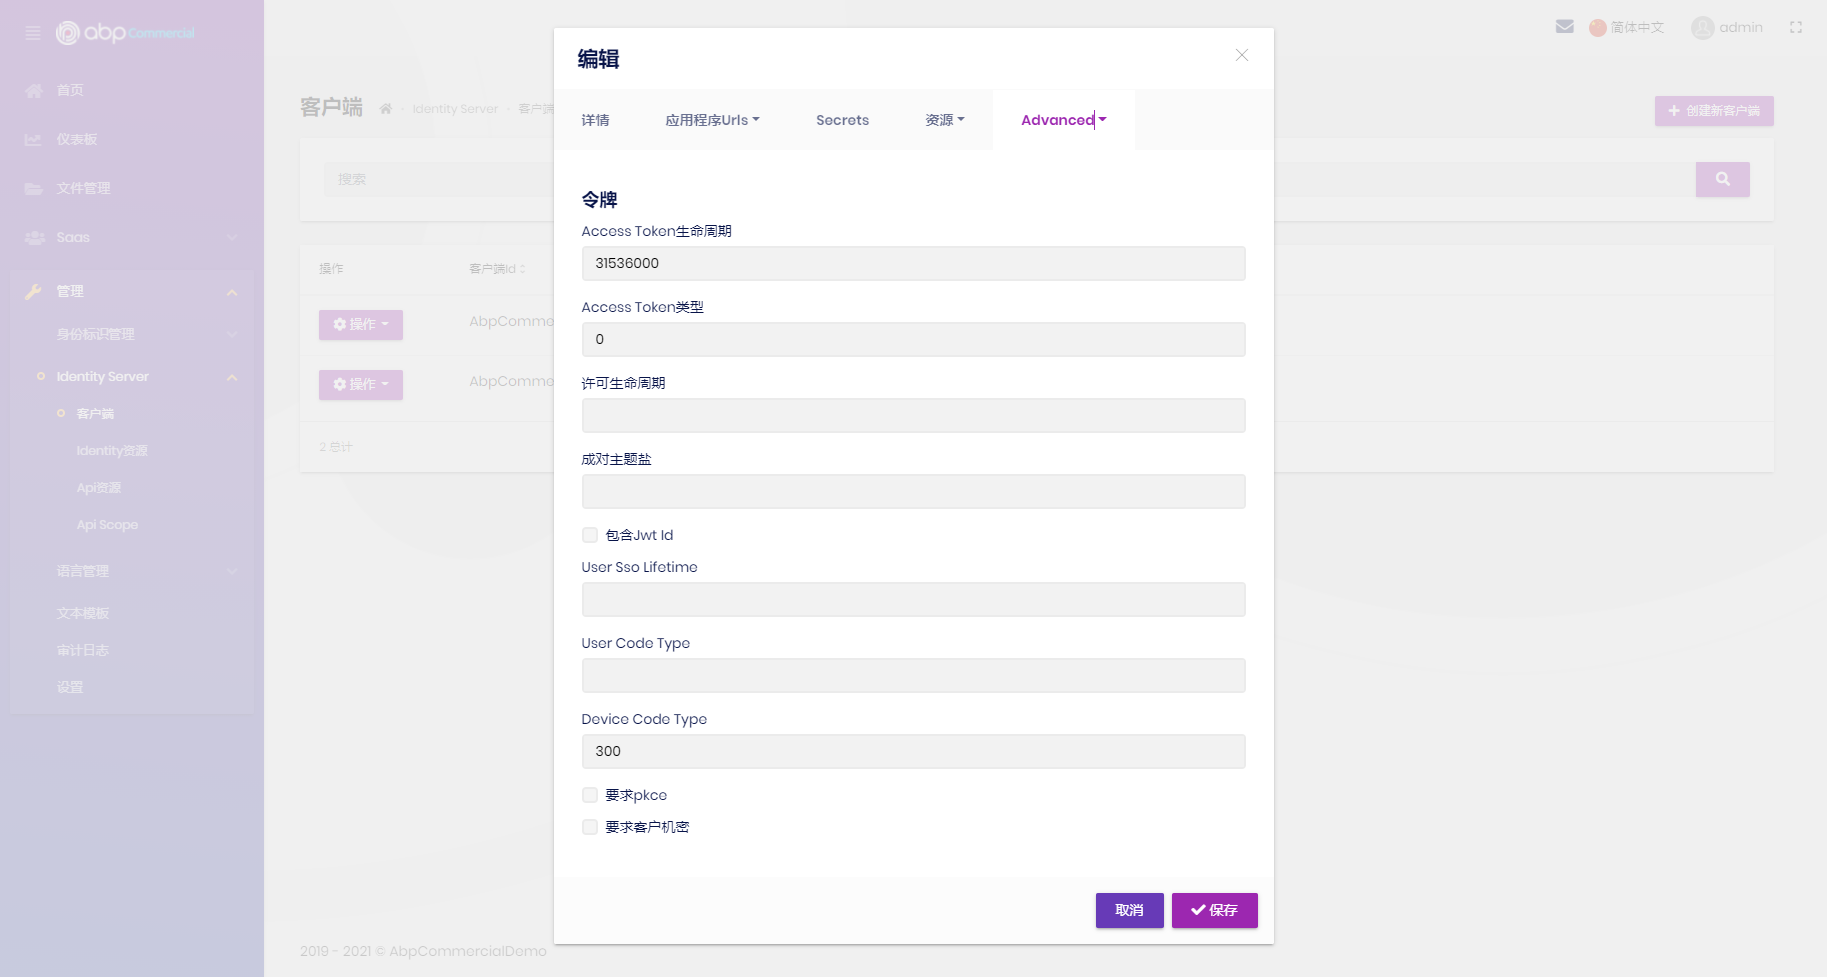 abp Commercial
首页
仪表板
文件管理
Saas
管理
身份标识管理
Identity Server
客户端
Identity资源
Api资源
Api Scope
语言管理
文本模板
审计日志
设置
简体中文
admin
客户端
Identity Server
客户端
创建新客户端
搜索
操作
客户端Id
操作
AbpComme
操作
AbpComme
2 总计
2019 - 2021 © AbpCommercialDemo
编辑
详情
应用程序Urls
Secrets
资源
Advanced
令牌
Access Token生命周期
31536000
Access Token类型
0
许可生命周期
成对主题盐
包含Jwt Id
User Sso Lifetime
User Code Type
Device Code Type
300
要求pkce
要求客户机密
取消
保存